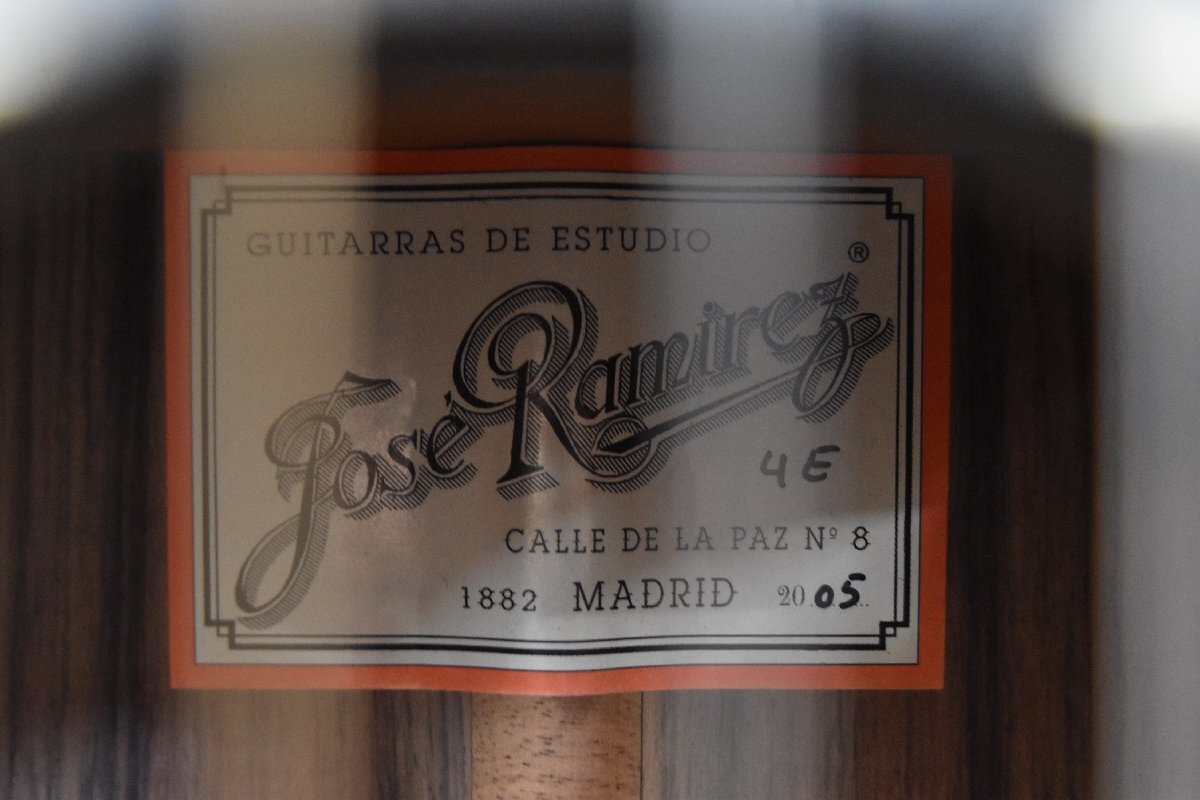 GUITARRAS DE ESTUDIO
José Ramírez ®
4E
CALLE DE LA PAZ Nº 8
1882 MADRID 2005